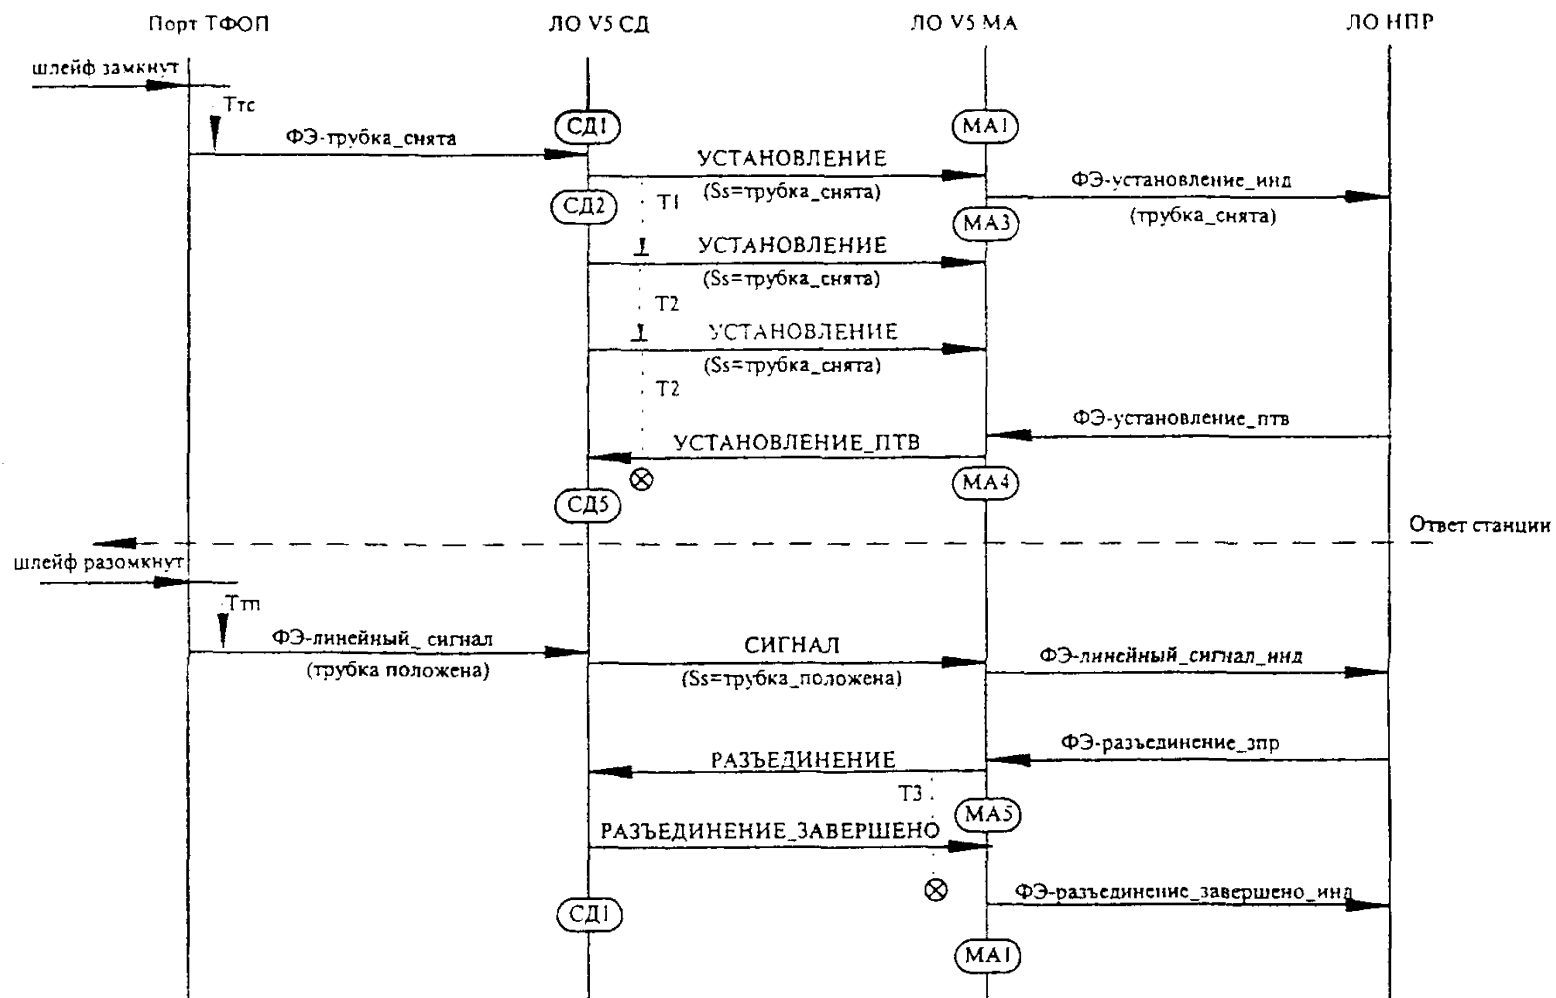 Порт ТФОП
ЛО V5 СД
ЛО V5 МА
ЛО НПР
шлейф замкнут
Ттс
СД1
МА1
ФЭ-трубка_снята
УСТАНОВЛЕНИЕ
(Ss=трубка_снята)
Т1
ФЭ-установление_инд
(трубка_снята)
СД2
МА3
УСТАНОВЛЕНИЕ
(Ss=трубка_снята)
Т2
УСТАНОВЛЕНИЕ
(Ss=трубка_снята)
Т2
ФЭ-установление_птв
УСТАНОВЛЕНИЕ_ПТВ
МА4
СД5
Ответ станции
шлейф разомкнут
Ттп
ФЭ-линейный_ сигнал
(трубка положена)
СИГНАЛ
(Ss=трубка_положена)
ФЭ-линейный_сигнал_инд
ФЭ-разъединение_зпр
РАЗЪЕДИНЕНИЕ
Т3
МА5
РАЗЪЕДИНЕНИЕ_ЗАВЕРШЕНО
ФЭ-разъединение_завершено_инд
СД1
МА1